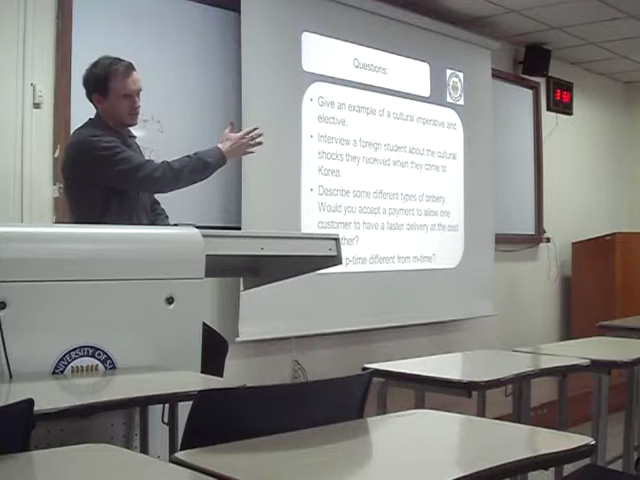 Questions:
• Give an example of a cultural imperative and
elective.
• Interview a foreign student about the cultural
shocks they received when they came to
Korea.
• Describe some different types of bribery.
Would you accept a payment to allow one
customer to have a faster delivery at the cost
p-time different from m-time?
UNIVERSITY OF